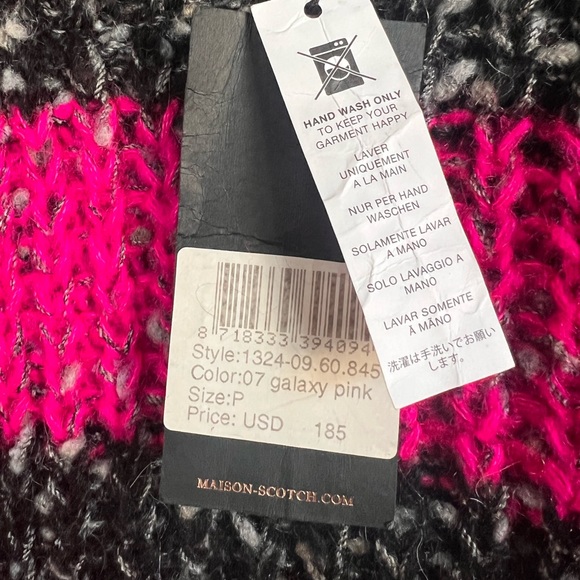 HAND WASH ONLY
TO KEEP YOUR
GARMENT HAPPY
LAVER
UNIQUEMENT
A LA MAIN
NUR PER HAND
WASCHEN
SOLAMENTE LAVAR
A MANO
SOLO LAVAGGIO A
MANO
LAVAR SOMENTE
À MÃNO
洗濯は手洗いでお願い
します。
8 718333 394094
Style:1324-09.60.845
Color:07 galaxy pink
Size:P
Price: USD 185
MAISON-SCOTCH.COM